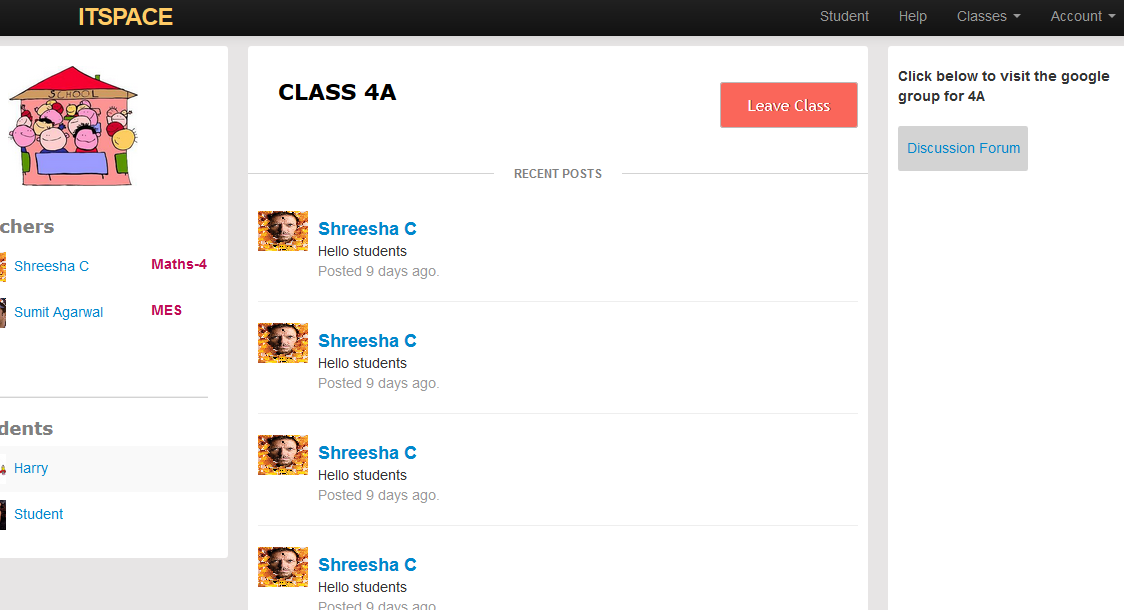 ITSPACE
Student Help Classes Account
SCHOOL
chers
Shreesha C Maths-4
Sumit Agarwal MES
dents
Harry
Student
CLASS 4A
Leave Class
RECENT POSTS
Shreesha C
Hello students
Posted 9 days ago.
Shreesha C
Hello students
Posted 9 days ago.
Shreesha C
Hello students
Posted 9 days ago.
Shreesha C
Hello students
Posted 9 days ago.
Click below to visit the google
group for 4A
Discussion Forum